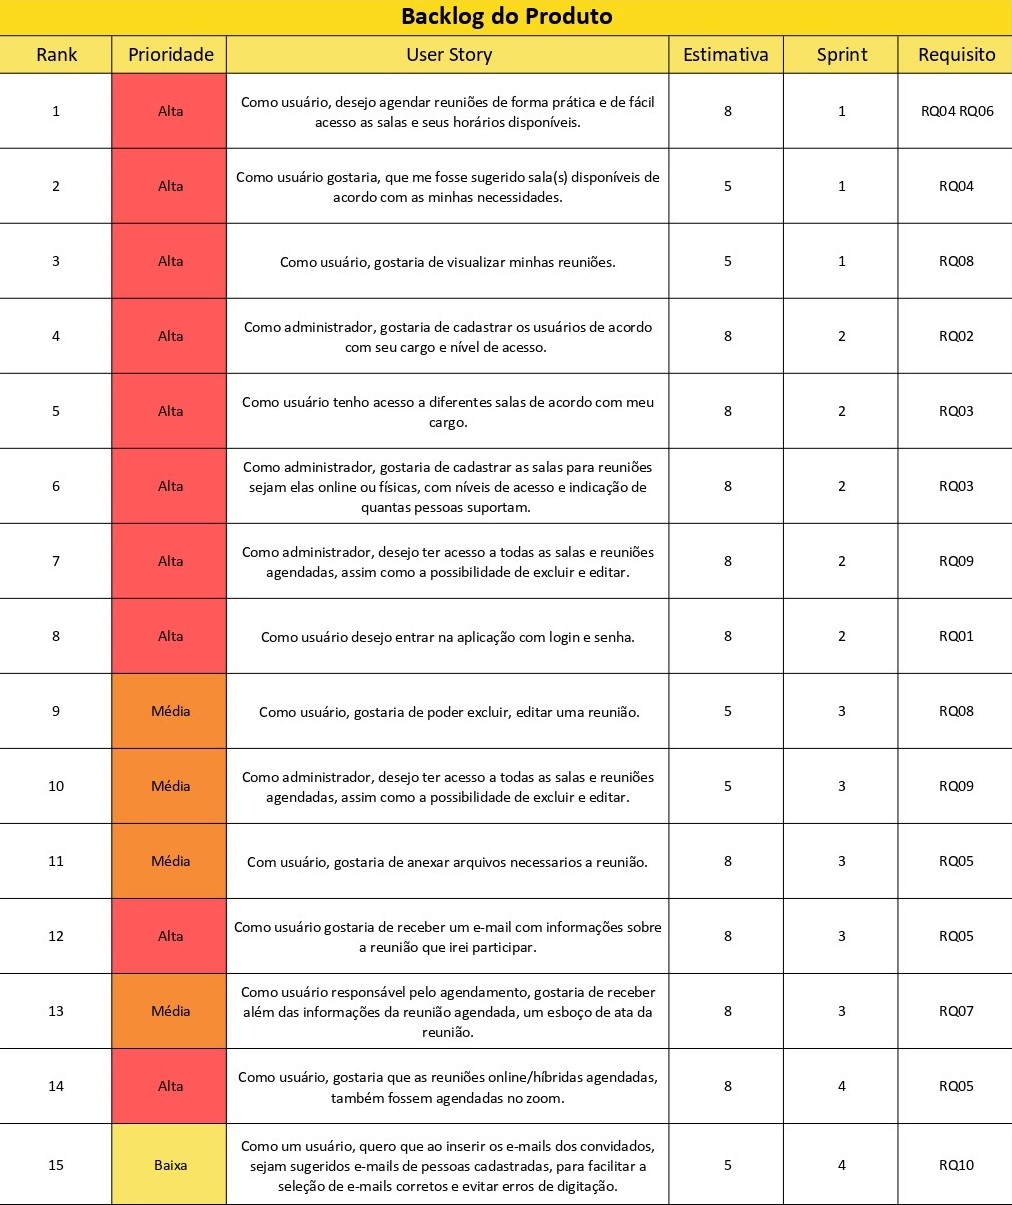 Backlog do Produto
Rank Prioridade User Story Estimativa Sprint Requisito
1 Alta Como usuário, desejo agendar reuniões de forma prática e de fácil
acesso as salas e seus horários disponíveis. 8 1 RQ04 RQ06
2 Alta Como usuário gostaria, que me fosse sugerido sala(s) disponíveis de
acordo com as minhas necessidades. 5 1 RQ04
3 Alta Como usuário, gostaria de visualizar minhas reuniões. 5 1 RQ08
4 Alta Como administrador, gostaria de cadastrar os usuários de acordo
com seu cargo e nível de acesso. 8 2 RQ02
5 Alta Como usuário tenho acesso a diferentes salas de acordo com meu
cargo. 8 2 RQ03
6 Alta Como administrador, gostaria de cadastrar as salas para reuniões
sejam elas online ou físicas, com níveis de acesso e indicação de
quantas pessoas suportam. 8 2 RQ03
7 Alta Como administrador, desejo ter acesso a todas as salas e reuniões
agendadas, assim como a possibilidade de excluir e editar. 8 2 RQ09
8 Alta Como usuário desejo entrar na aplicação com login e senha. 8 2 RQ01
9 Média Como usuário, gostaria de poder excluir, editar uma reunião. 5 3 RQ08
10 Média Como administrador, desejo ter acesso a todas as salas e reuniões
agendadas, assim como a possibilidade de excluir e editar. 5 3 RQ09
11 Média Com usuário, gostaria de anexar arquivos necessarios a reunião. 8 3 RQ05
12 Alta Como usuário gostaria de receber um e-mail com informações sobre
a reunião que irei participar. 8 3 RQ05
13 Média Como usuário responsável pelo agendamento, gostaria de receber
além das informações da reunião agendada, um esboço de ata da
reunião. 8 3 RQ07
14 Alta Como usuário, gostaria que as reuniões online/híbridas agendadas,
também fossem agendadas no zoom. 8 4 RQ05
15 Baixa Como um usuário, quero que ao inserir os e-mails dos convidados,
sejam sugeridos e-mails de pessoas cadastradas, para facilitar a
seleção de e-mails corretos e evitar erros de digitação. 5 4 RQ10